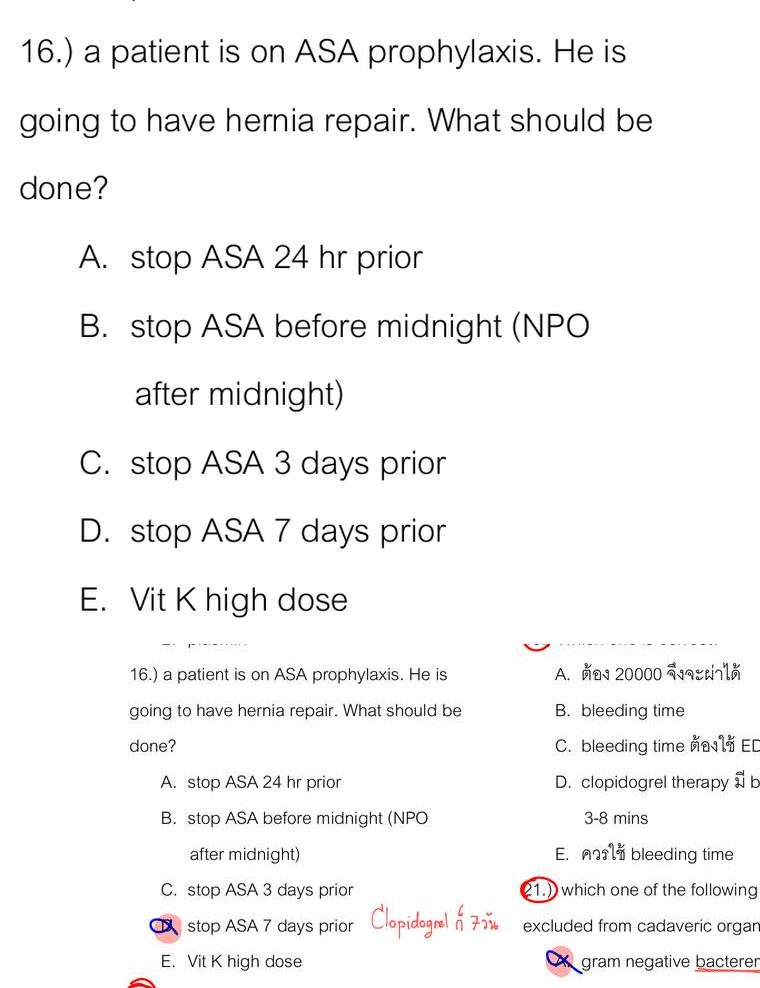 16.) a patient is on ASA prophylaxis. He is
going to have hernia repair. What should be
done?
A. stop ASA 24 hr prior
B. stop ASA before midnight (NPO
after midnight)
C. stop ASA 3 days prior
D. stop ASA 7 days prior
E. Vit K high dose
16.) a patient is on ASA prophylaxis. He is
going to have hernia repair. What should be
done?
A. stop ASA 24 hr prior
B. stop ASA before midnight (NPO
after midnight)
C. stop ASA 3 days prior
D. stop ASA 7 days prior Clopidogrel ก็ 7 วัน
E. Vit K high dose
A. ต้อง 20000 จึงจะผ่าได้
B. bleeding time
C. bleeding time ต้องใช้
D. clopidogrel therapy มี
3-8 mins
E. ควรใช้ bleeding time
21.) which one of the following
excluded from cadaveric
A. gram negative